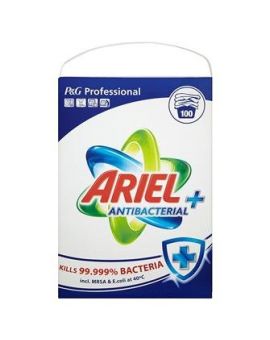 P&G Professional
100
ARIEL+
ANTIBACTERIAL
KILLS 99.999% BACTERIA
incl. MRSA & E.coli at 40°C